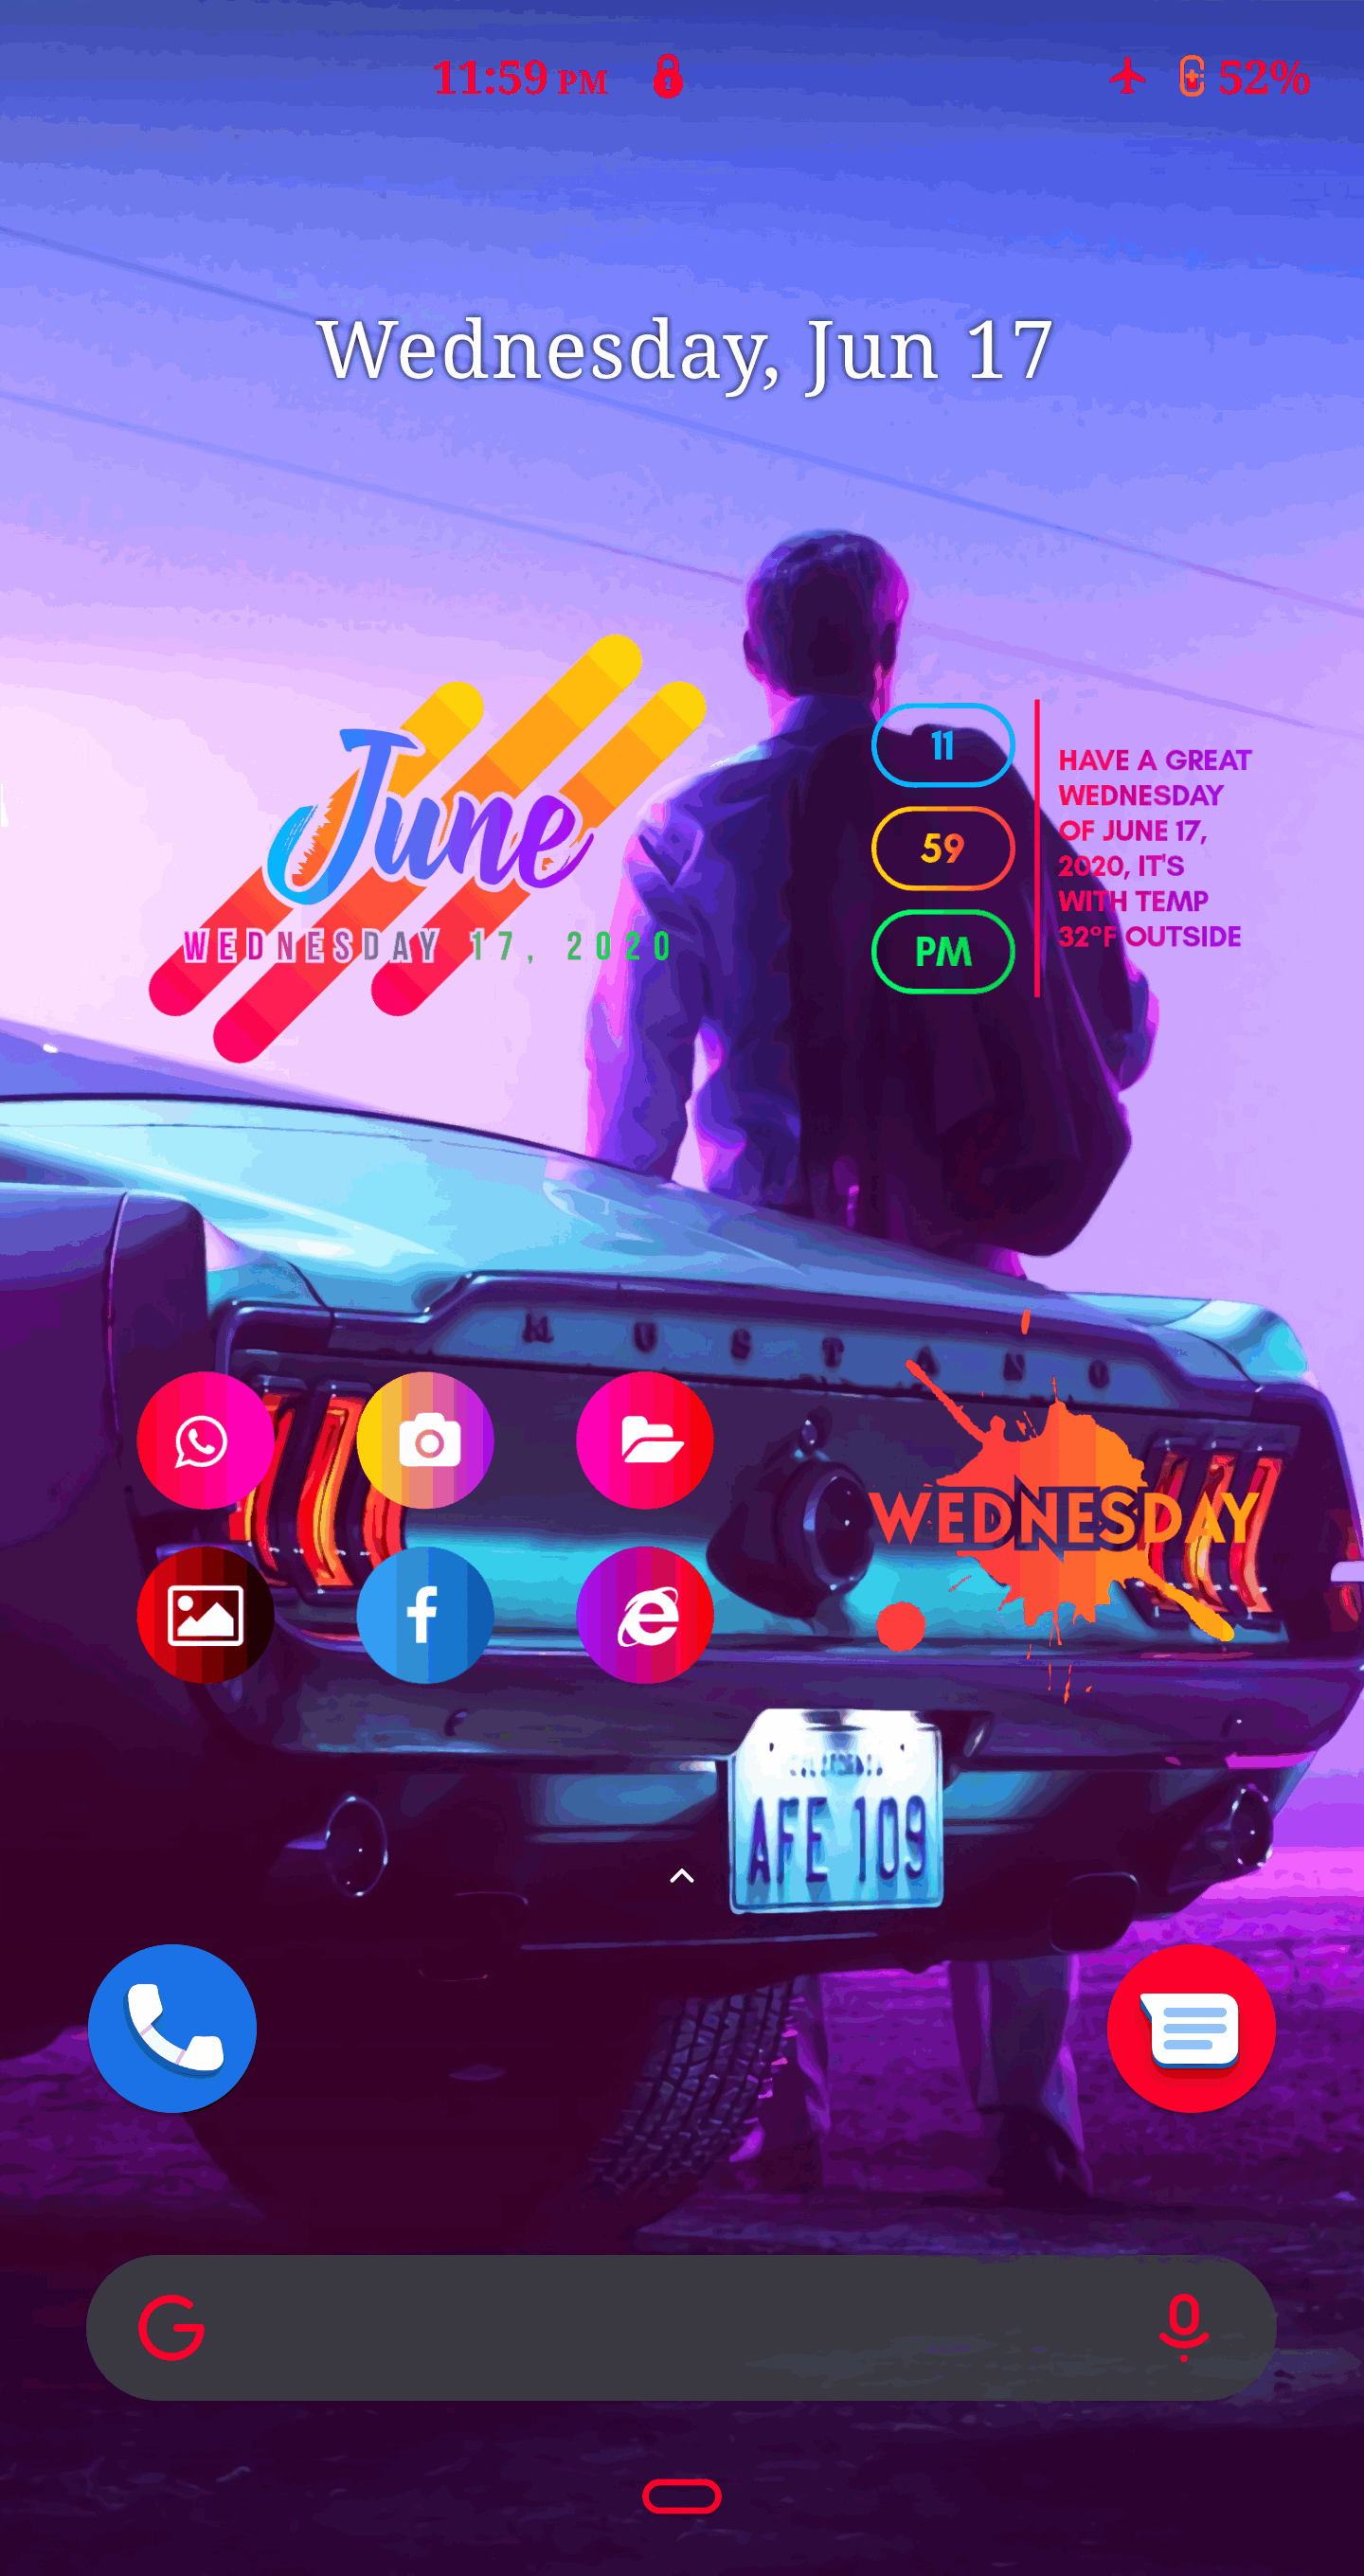 11:59 PM
52%
Wednesday, Jun 17
June
WEDNESDAY 17, 2020
11
59
PM
HAVE A GREAT
WEDNESDAY
OF JUNE 17,
2020, IT'S
WITH TEMP
32°F OUTSIDE
MUSTANG
WEDNESDAY
CALIFORNIA
AFE 109